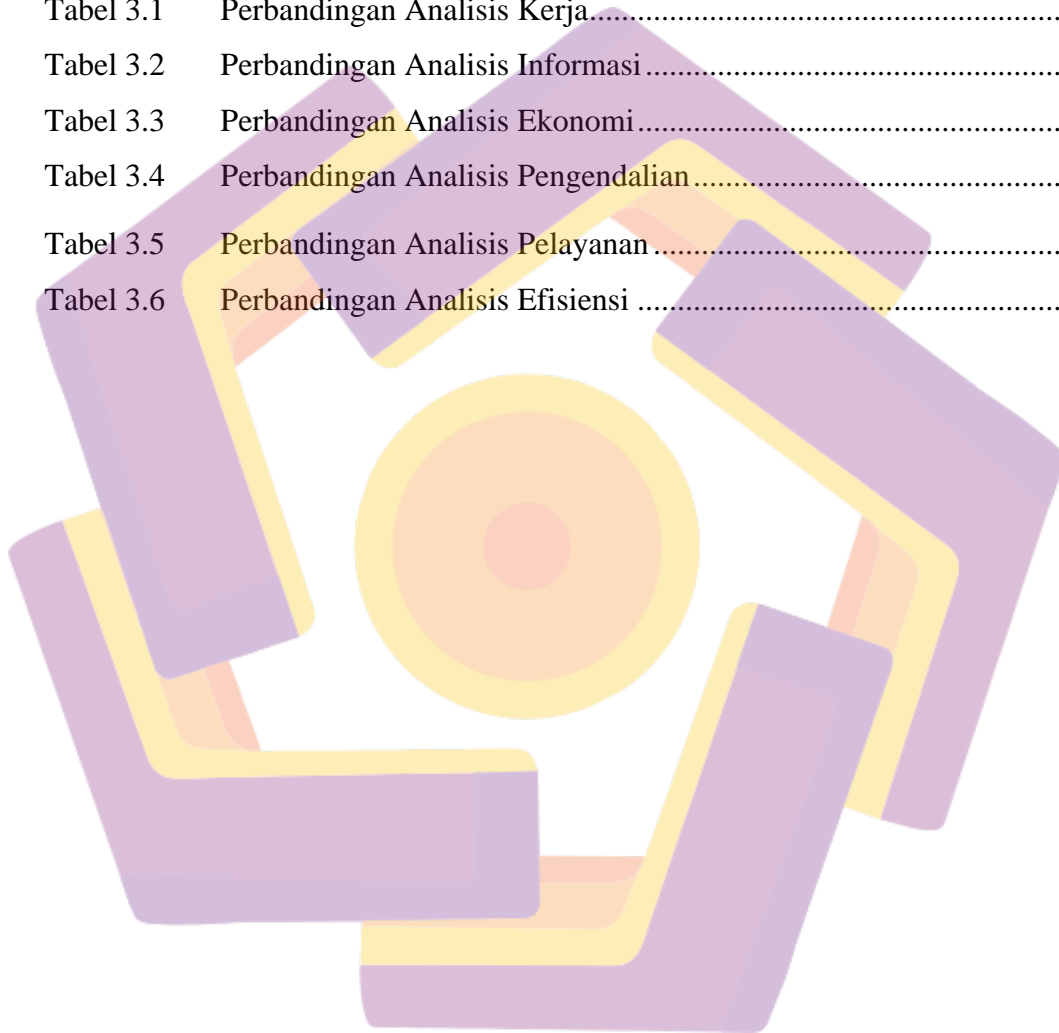 Tabel 3.1 Perbandingan Analisis Kerja..............................................................
Tabel 3.2 Perbandingan Analisis Informasi.......................................................
Tabel 3.3 Perbandingan Analisis Ekonomi........................................................
Tabel 3.4 Perbandingan Analisis Pengendalian................................................
Tabel 3.5 Perbandingan Analisis Pelayanan......................................................
Tabel 3.6 Perbandingan Analisis Efisiensi ........................................................